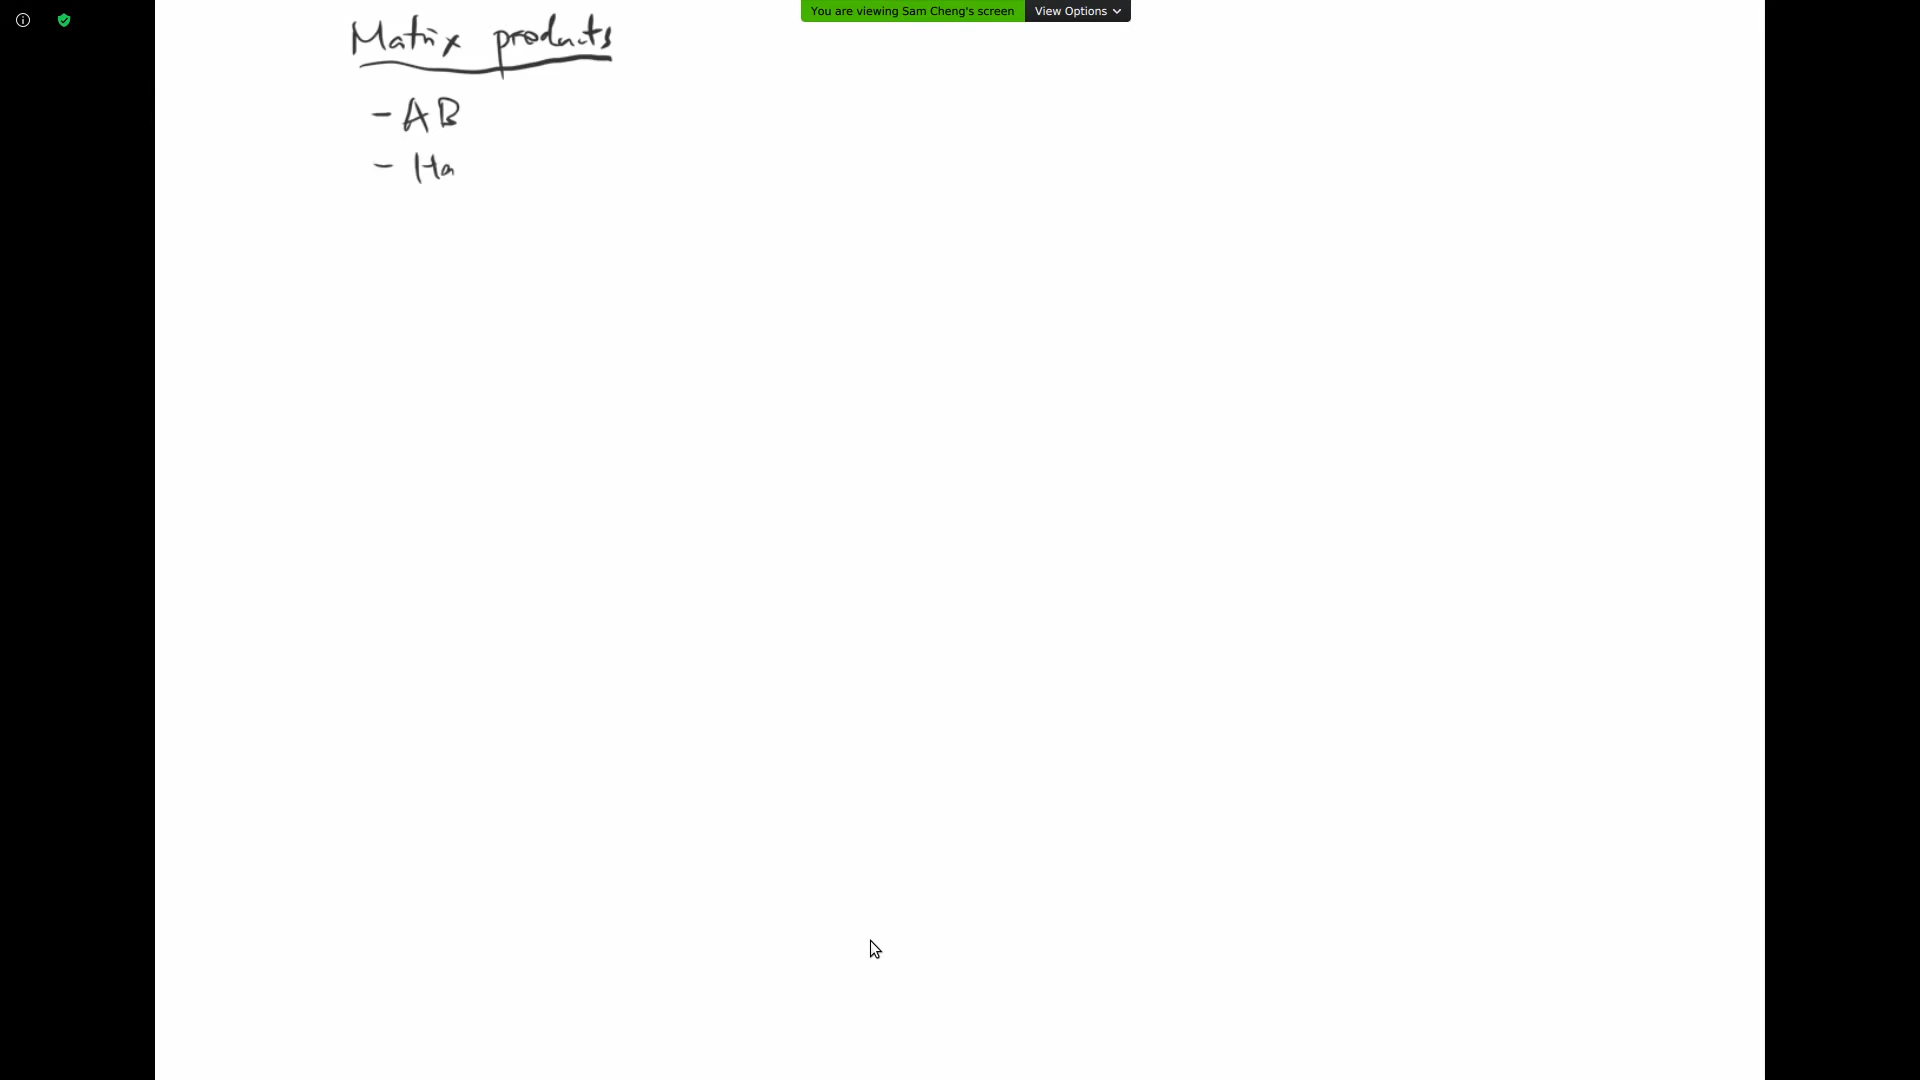 You are viewing Sam Cheng's screen View Options
Matrix products
- AB
- Ha